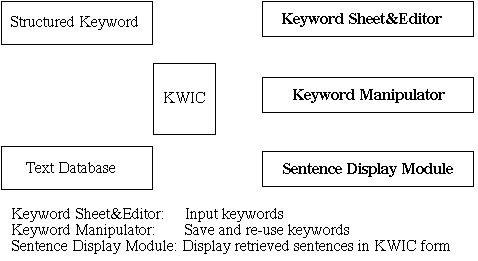 Structured Keyword
Keyword Sheet&Editor
KWIC
Keyword Manipulator
Text Database
Sentence Display Module
Keyword Sheet&Editor: Input keywords
Keyword Manipulator: Save and re-use keywords
Sentence Display Module: Display retrieved sentences in KWIC form